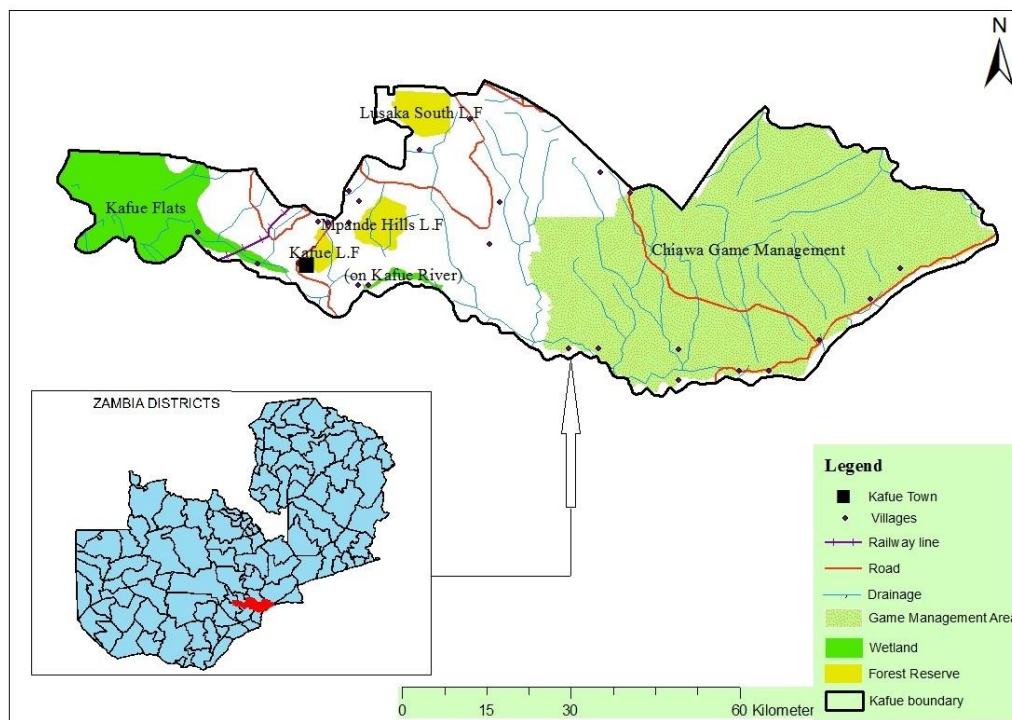 N
Lusaka South L.F
Kafue Flats
Mpande Hills L.F
Kafue L.F
(on Kafue River)
Chiawa Game Management
ZAMBIA DISTRICTS
Legend
Kafue Town
Villages
Railway line
Road
Drainage
Game Management Area
Wetland
Forest Reserve
Kafue boundary
0 15 30 60 Kilometer